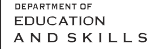 DEPARTMENT OF
EDUCATION
AND SKILLS